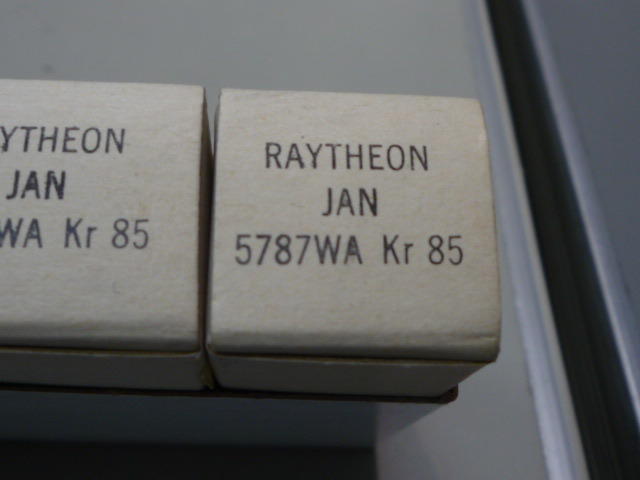 YTHEON
JAN
WA Kr 85
RAYTHEON
JAN
5787WA Kr 85